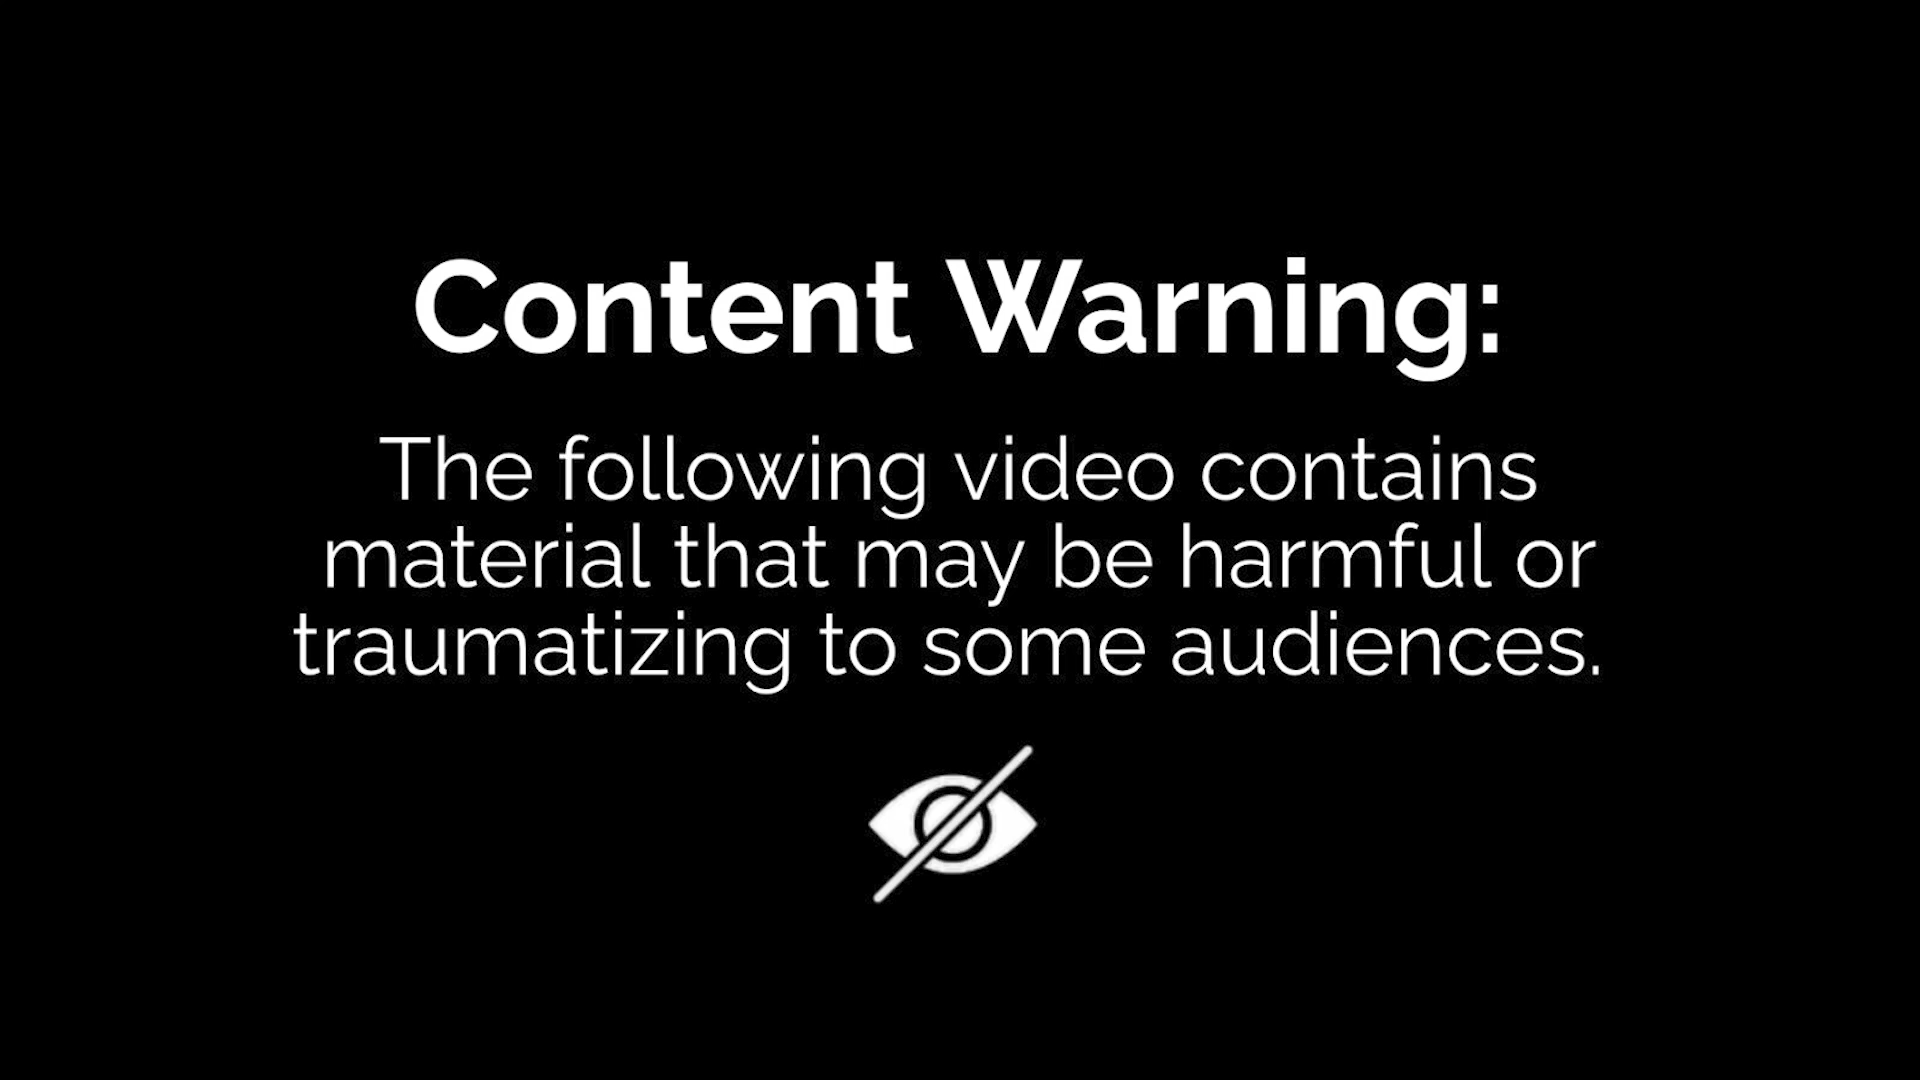 Content Warning:
The following video contains
material that may be harmful or
traumatizing to some audiences.